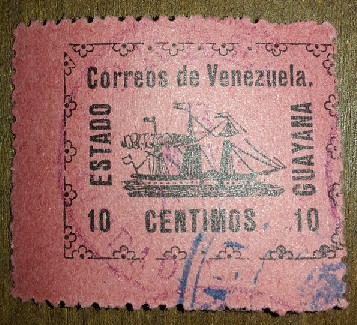 Correos de Venezuela.
ESTADO
GUAYANA
10 CENTIMOS 10